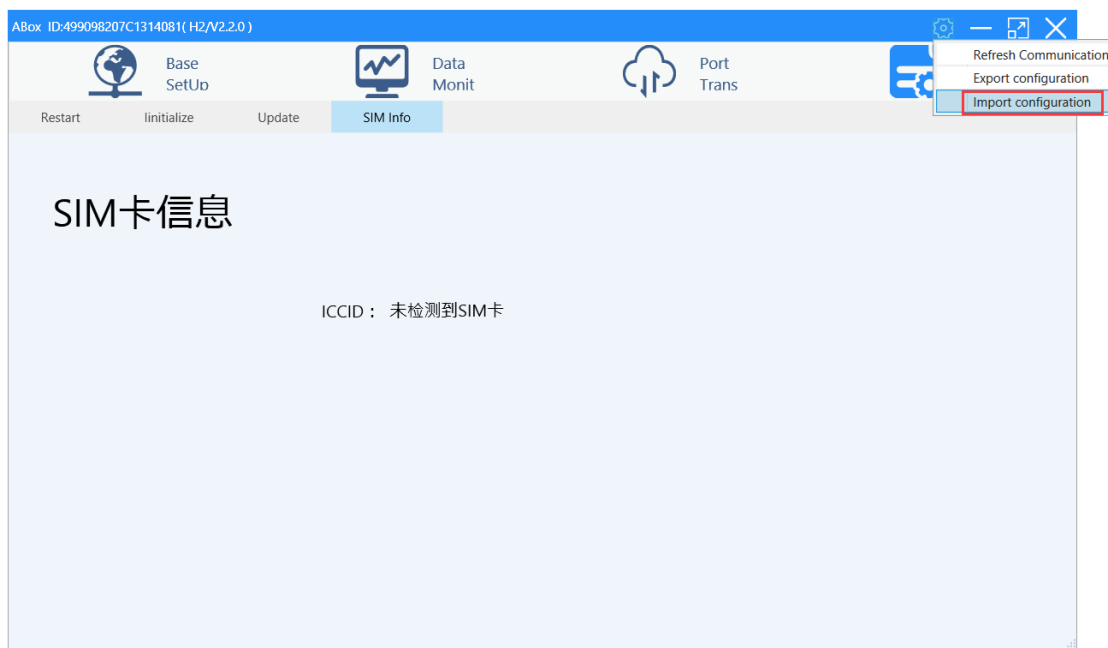 ABox ID:499098207C1314081( H2/V2.2.0 )
Base
SetUp
Data
Monit
Port
Trans
Refresh Communication
Export configuration
Import configuration
Restart Iinitialize Update SIM Info
SIM卡信息
ICCID： 未检测到SIM卡